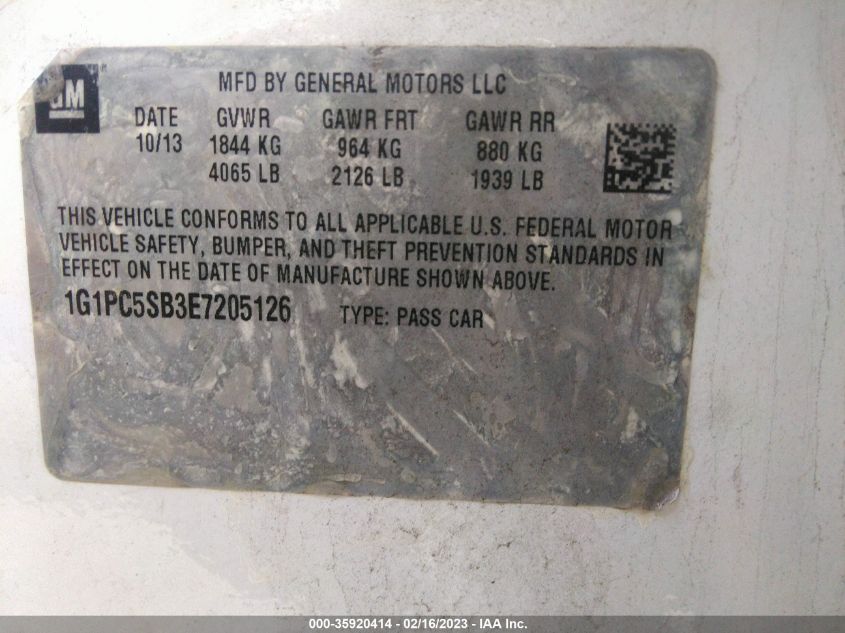 GM
MFD BY GENERAL MOTORS LLC
DATE GVWR GAWR FRT GAWR RR
10/13 1844 KG 964 KG 880 KG
4065 LB 2126 LB 1939 LB
THIS VEHICLE CONFORMS TO ALL APPLICABLE U.S. FEDERAL MOTOR
VEHICLE SAFETY, BUMPER, AND THEFT PREVENTION STANDARDS IN
EFFECT ON THE DATE OF MANUFACTURE SHOWN ABOVE.
1G1PC5SB3E7205126 TYPE: PASS CAR
000-35920414 - 02/16/2023 - IAA Inc.